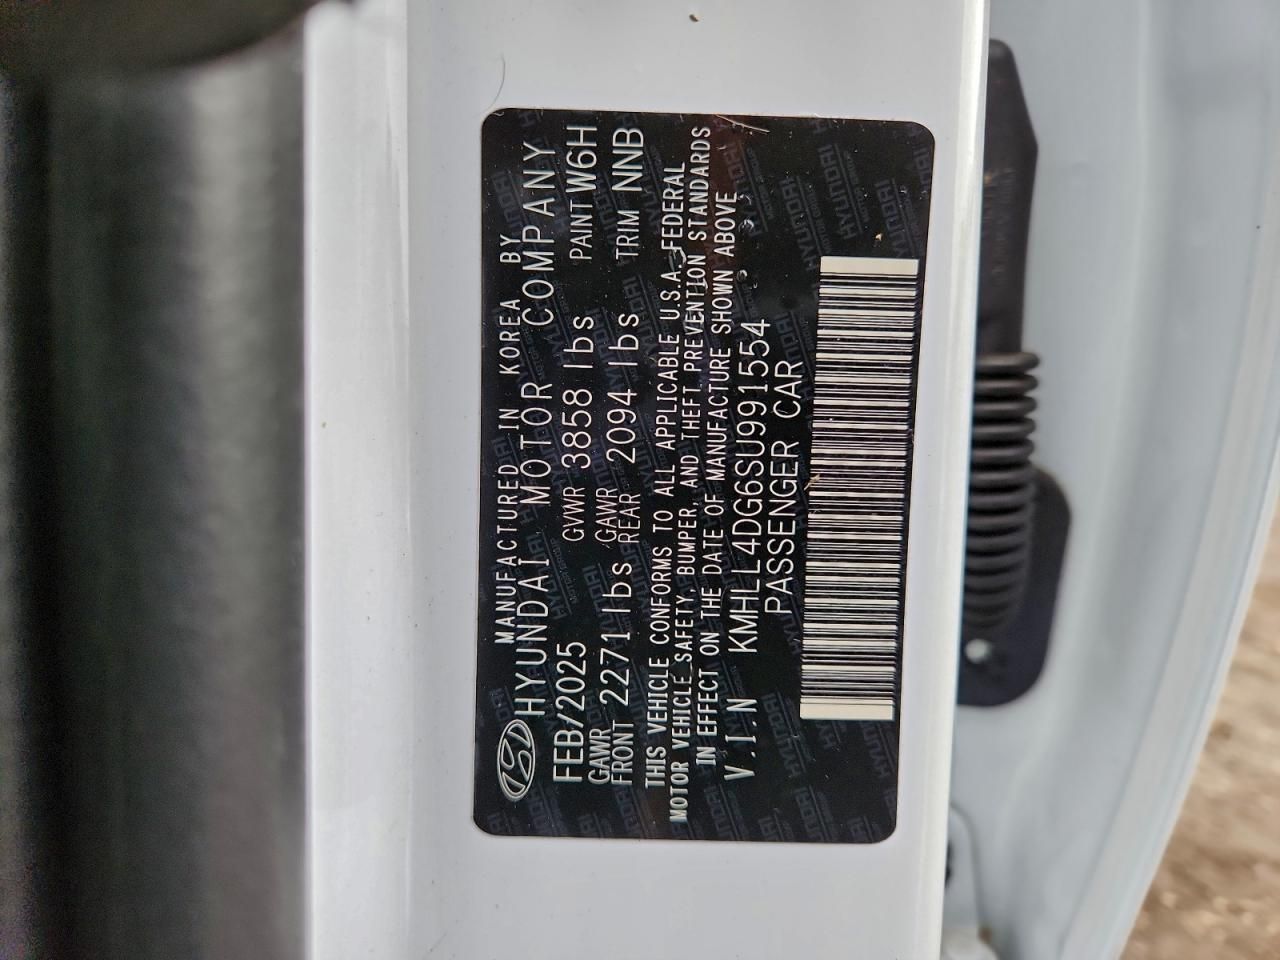 MANUFACTURED IN KOREA BY
HYUNDAI MOTOR COMPANY
FEB/2025 GVWR 3858 lbs PAINT W6H
GAWR FRONT 2271 lbs GAWR REAR 2094 lbs TRIM NNB
THIS VEHICLE CONFORMS TO ALL APPLICABLE U.S.A. FEDERAL
MOTOR VEHICLE SAFETY, BUMPER, AND THEFT PREVENTION STANDARDS
IN EFFECT ON THE DATE OF MANUFACTURE SHOWN ABOVE
V.I.N KMHLL4DG6SU991554
PASSENGER CAR